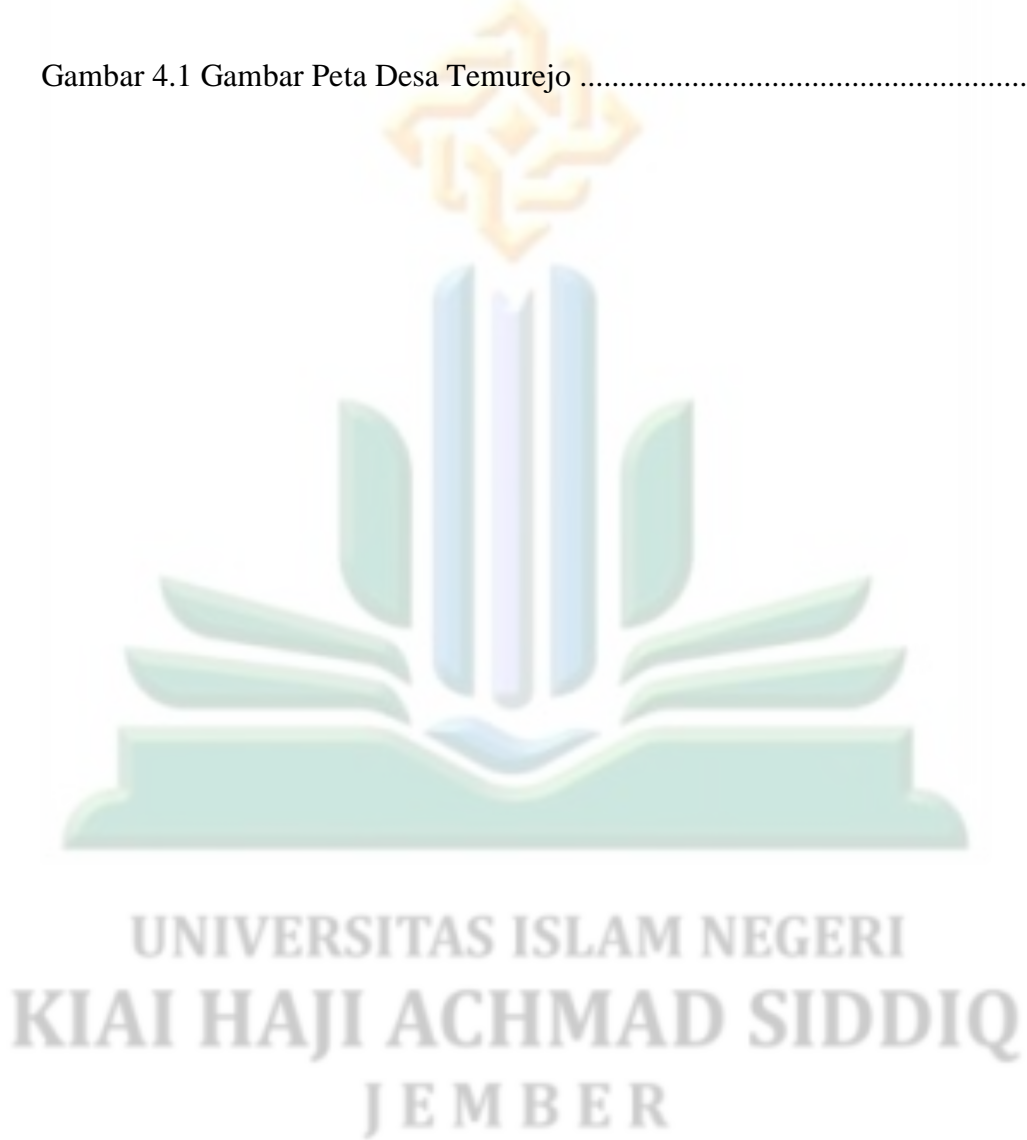 Gambar 4.1 Gambar Peta Desa Temurejo .........................................................
UNIVERSITAS ISLAM NEGERI
KIAI HAJI ACHMAD SIDDIQ
JEMBER